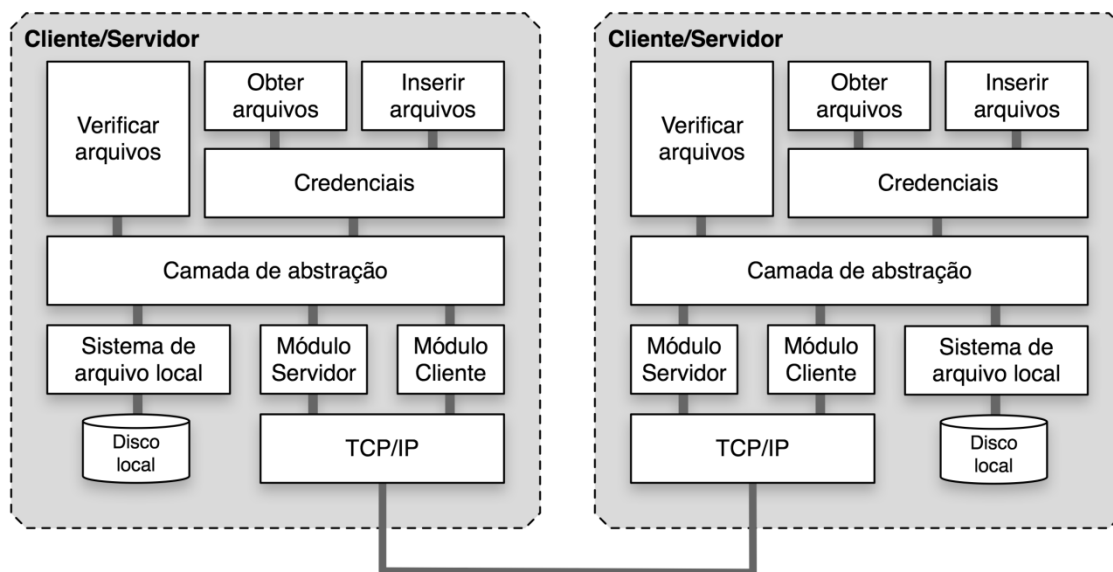 Cliente/Servidor
Verificar
arquivos
Obter
arquivos
Inserir
arquivos
Credenciais
Camada de abstração
Sistema de
arquivo local
Módulo
Servidor
Módulo
Cliente
Disco
local
TCP/IP
Cliente/Servidor
Verificar
arquivos
Obter
arquivos
Inserir
arquivos
Credenciais
Camada de abstração
Módulo
Servidor
Módulo
Cliente
Sistema de
arquivo local
TCP/IP
Disco
local